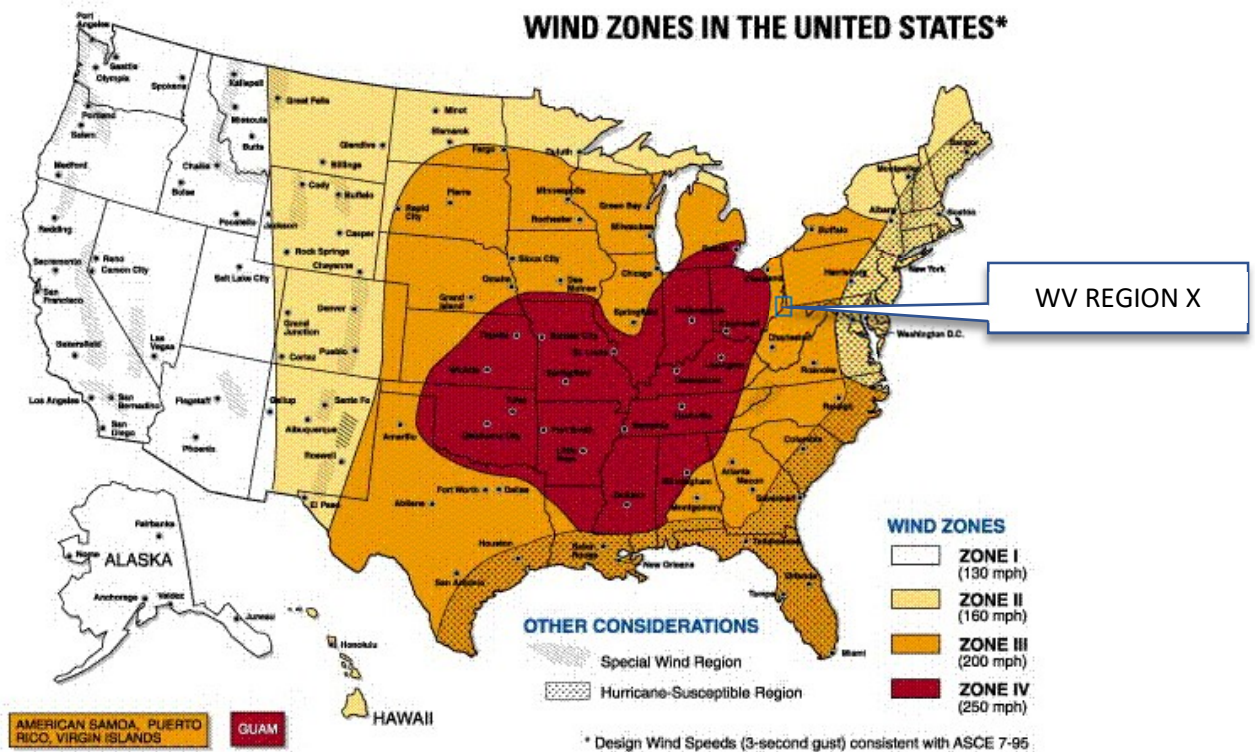 WIND ZONES IN THE UNITED STATES*
Port
Angeles
Seattle
Olympia
Spokane
Kalispell
Great Falls
Minot
Portland
Salem
Missoula
Butte
Bismarck
Glendive
Fargo
Duluth
Bangor
Medford
Challis
Boise
Billings
Montpelier
Cody
Buffalo
Pierre
Minneapolis
Rapid
City
Rochester
Green Bay
Albany
Boston
Redding
Pocatello
Jackson
Casper
Milwaukee
Buffalo
Rock Springs
Cheyenne
Sioux City
Detroit
Sacramento
Reno
Carson City
Salt Lake City
Omaha
Des
Moines
Chicago
Cleveland
Harrisburg
New York
San
Francisco
Grand
Island
WV REGION X
Denver
Springfield
Indianapolis
Grand
Junction
Topeka
Kansas City
Washington D.C.
Las
Vegas
Pueblo
St. Louis
Charleston
Bakersfield
Cortez
Wichita
Springfield
Lexington
Roanoke
Los Angeles
San
Bernadino
Flagstaff
Gallup
Santa Fe
Tulsa
Nashville
Raleigh
San
Diego
Albuquerque
Amarillo
Oklahoma City
Fort Smith
Memphis
Phoenix
Roswell
Little
Rock
Columbia
Atlanta
Birmingham
Macon
El Paso
Abilene
Fort Worth
Dallas
Jackson
Montgomery
Savannah
Fairbanks
Nome
ALASKA
Houston
Baton
Rouge
Tallahassee
New Orleans
Anchorage
Valdez
Juneau
San Antonio
Orlando
Tampa
Honolulu
Miami
HAWAII
WIND ZONES
ZONE I
(130 mph)
ZONE II
(160 mph)
ZONE III
(200 mph)
ZONE IV
(250 mph)
OTHER CONSIDERATIONS
Special Wind Region
Hurricane-Susceptible Region
AMERICAN SAMOA, PUERTO
RICO, VIRGIN ISLANDS
GUAM
* Design Wind Speeds (3-second gust) consistent with ASCE 7-95